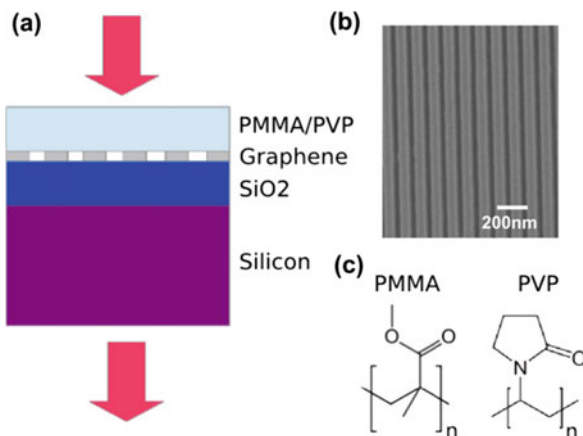 (a)
PMMA/PVP
Graphene
SiO2
Silicon
(b)
200nm
(c)
PMMA
PVP
O
O
n
N
O
n